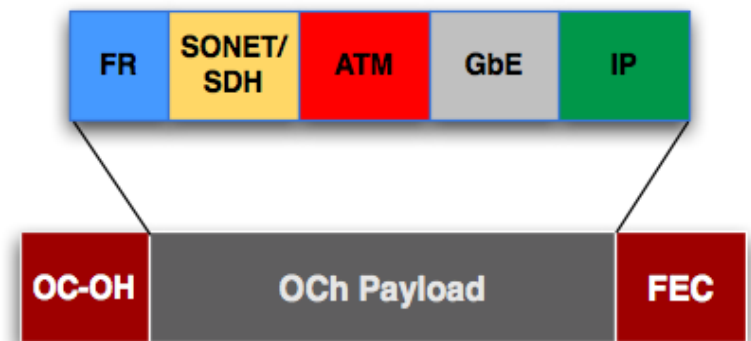 FR
SONET/
SDH
ATM
GbE
IP
OC-OH
OCh Payload
FEC